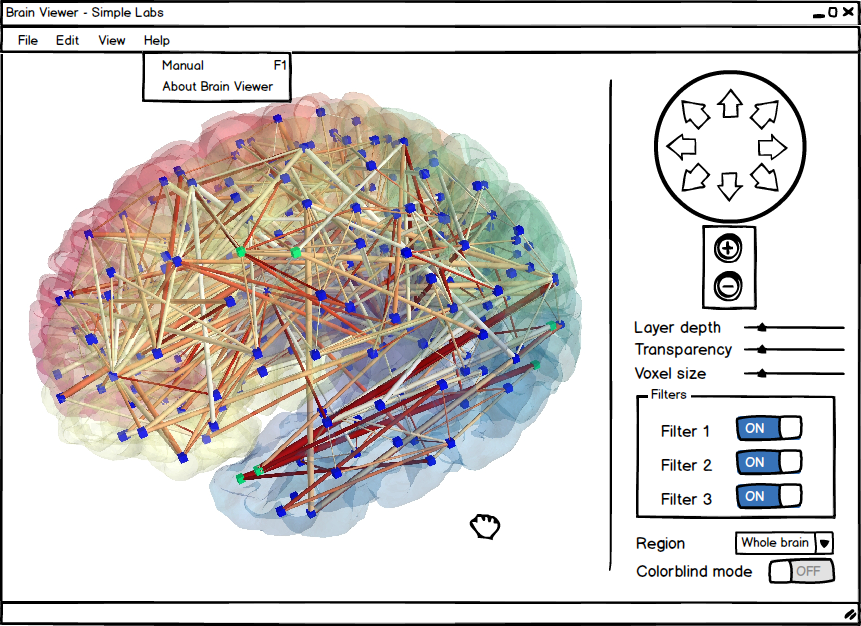 Brain Viewer - Simple Labs
File Edit View Help
Manual F1
About Brain Viewer
Layer depth
Transparency
Voxel size
Filters
Filter 1 ON
Filter 2 ON
Filter 3 ON
Region Whole brain
Colorblind mode OFF